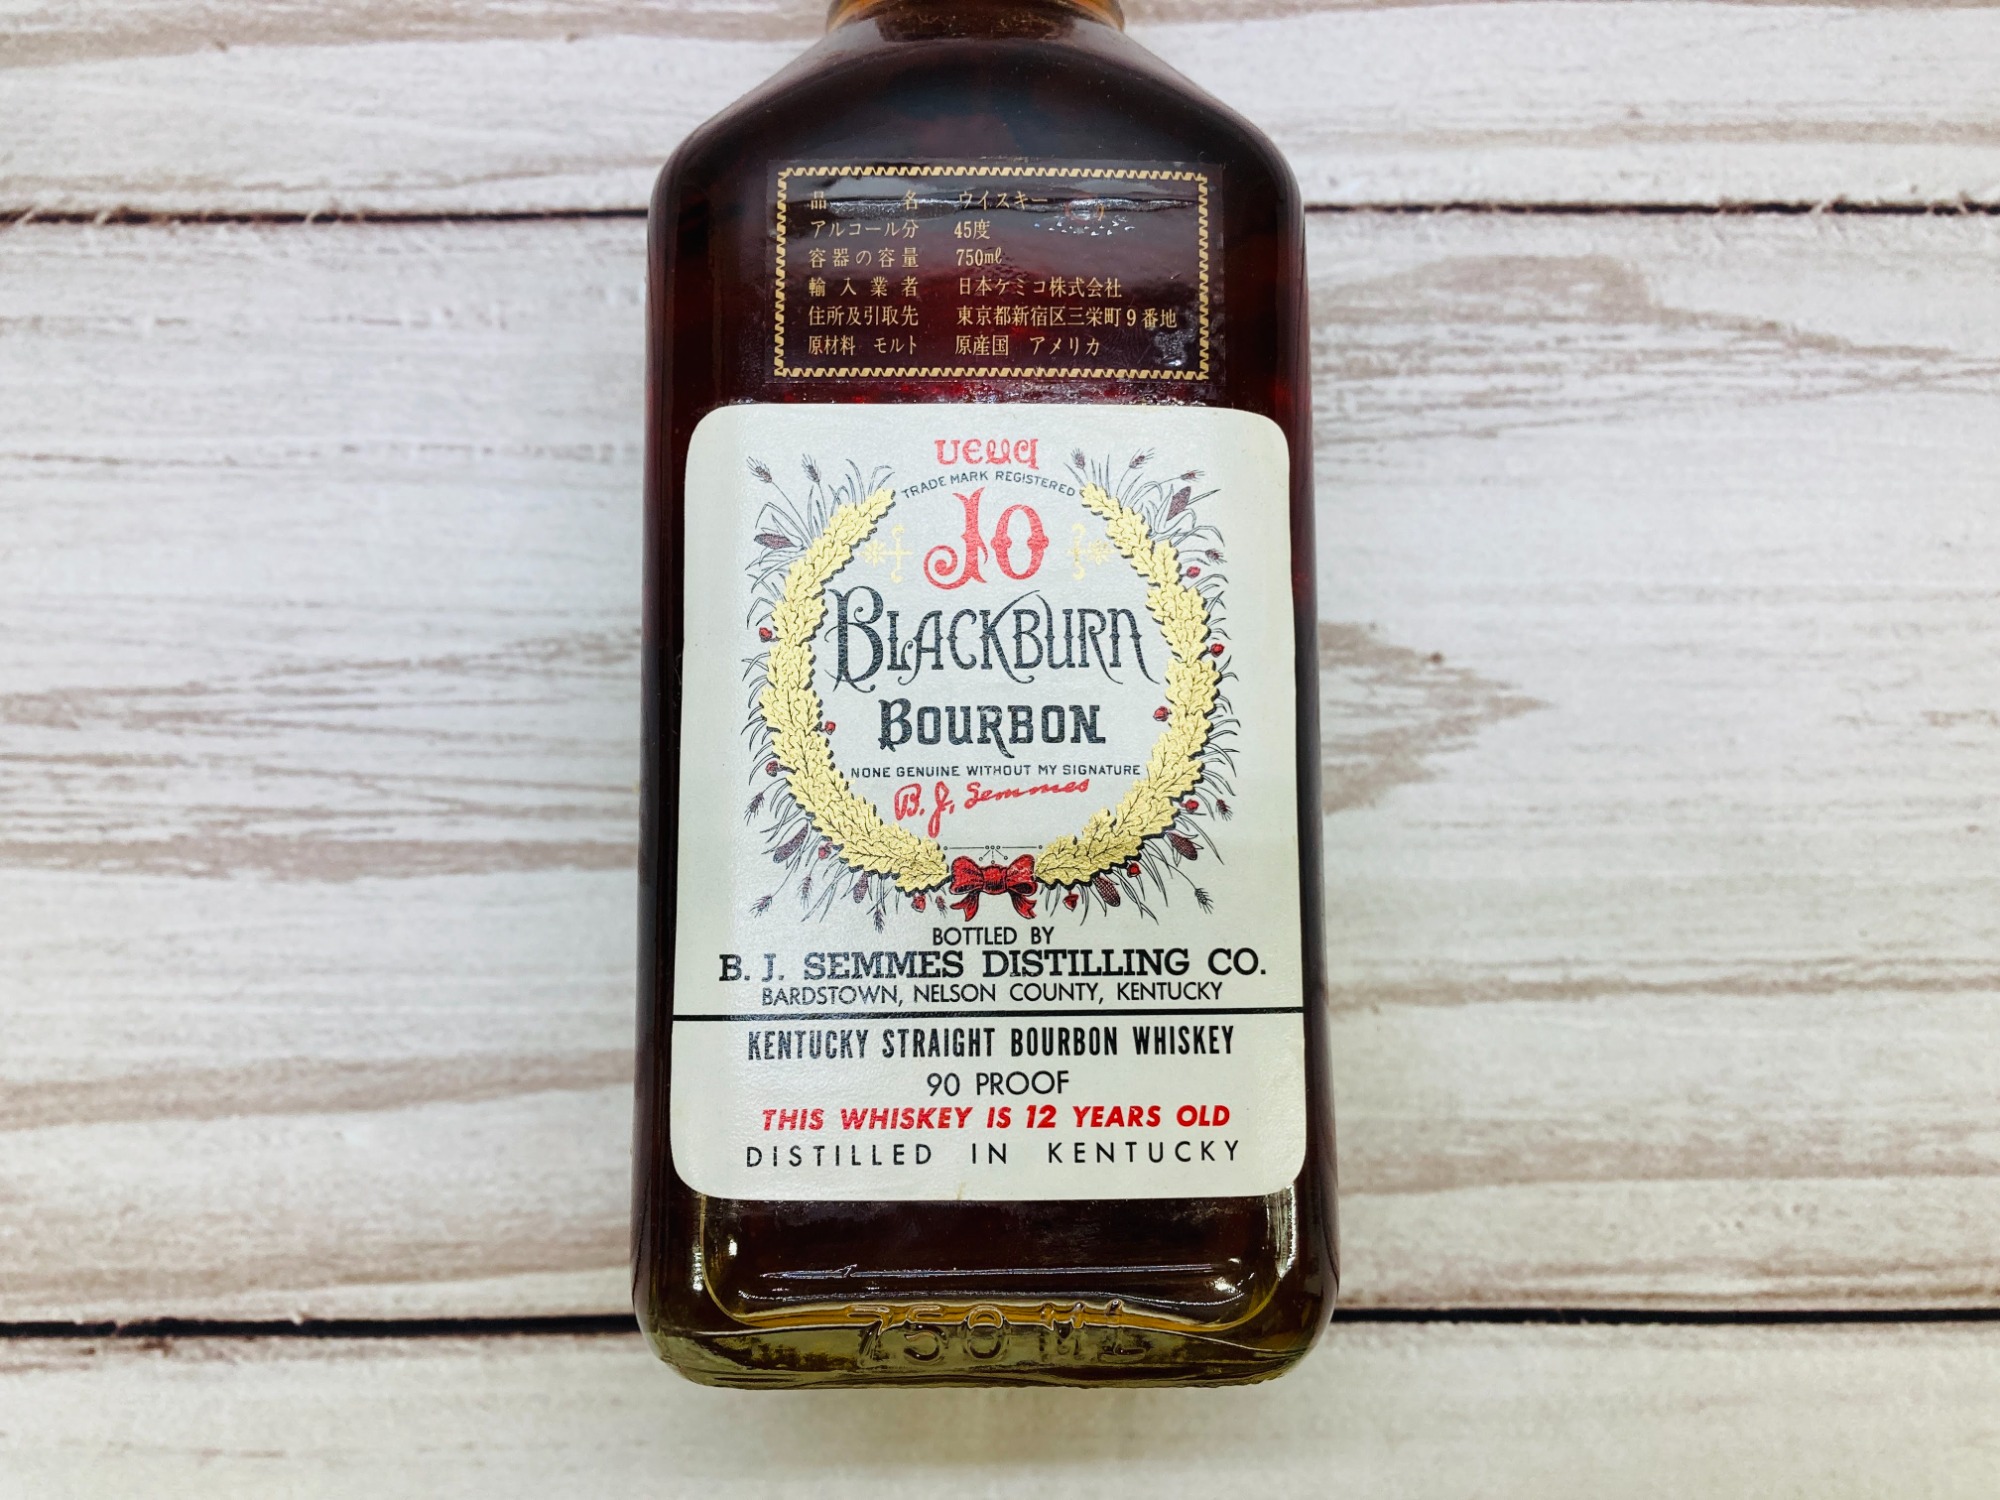 品名 ウイスキー
アルコール分 45度
容器の容量 750ml
輸入業者 日本ケミコ株式会社
住所及引取先 東京都新宿区三栄町9番地
原材料 モルト 原産国 アメリカ
TRADE MARK REGISTERED
Jo
BLACKBURN
BOURBON
NONE GENUINE WITHOUT MY SIGNATURE
B. J. Semmes
BOTTLED BY
B. J. SEMMES DISTILLING CO.
BARDSTOWN, NELSON COUNTY, KENTUCKY
KENTUCKY STRAIGHT BOURBON WHISKEY
90 PROOF
THIS WHISKEY IS 12 YEARS OLD
DISTILLED IN KENTUCKY
750 ML